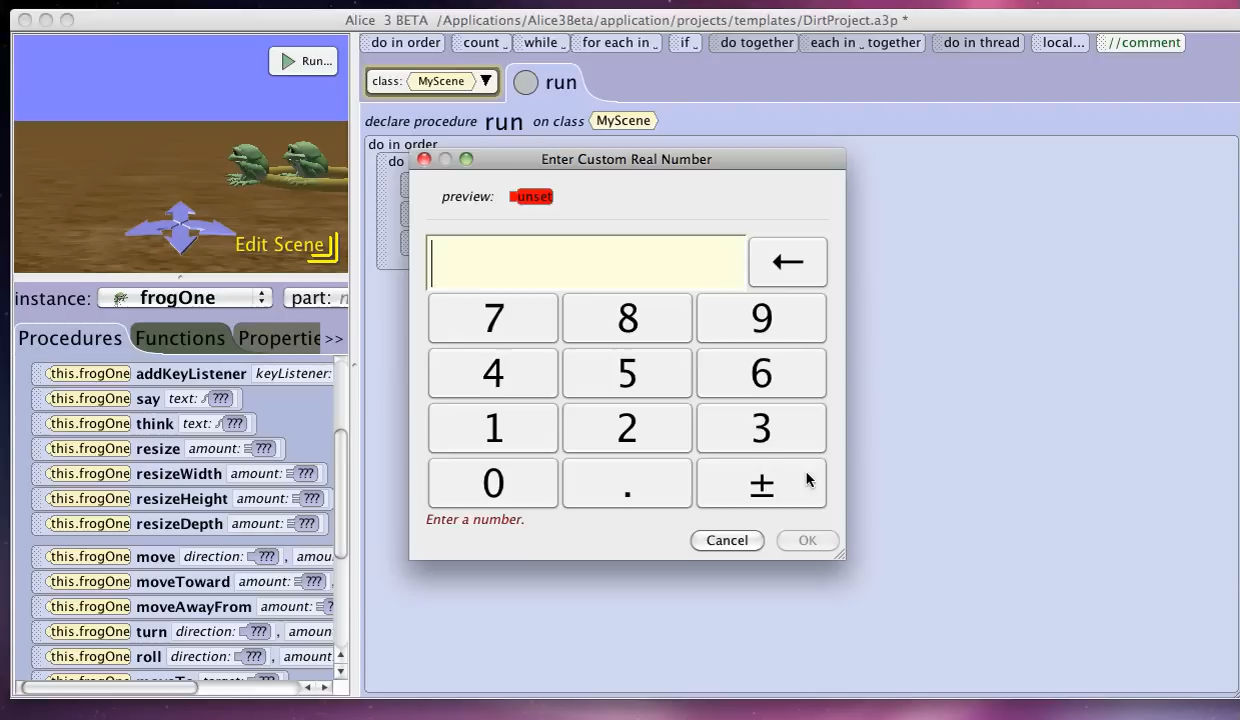 Alice 3 BETA /Applications/Alice3Beta/application/projects/templates/DirtProject.a3p *
do in order count while for each in if do together each in together do in thread local... //comment
Run...
class: MyScene run
declare procedure run on class MyScene
do in order
do
Enter Custom Real Number
preview: unset
←
7 8 9
4 5 6
1 2 3
0 . ±
Enter a number.
Cancel OK
Edit Scene
instance: frogOne part:
Procedures Functions Propertie >>
this.frogOne addKeyListener keyListener:
this.frogOne say text: ???
this.frogOne think text: ???
this.frogOne resize amount: ???
this.frogOne resizeWidth amount: ???
this.frogOne resizeHeight amount: ???
this.frogOne resizeDepth amount: ???
this.frogOne move direction: ??? , amount:
this.frogOne moveToward amount: ??? ,
this.frogOne moveAwayFrom amount: ?
this.frogOne turn direction: ??? , amoun
this.frogOne roll direction: ??? , amount